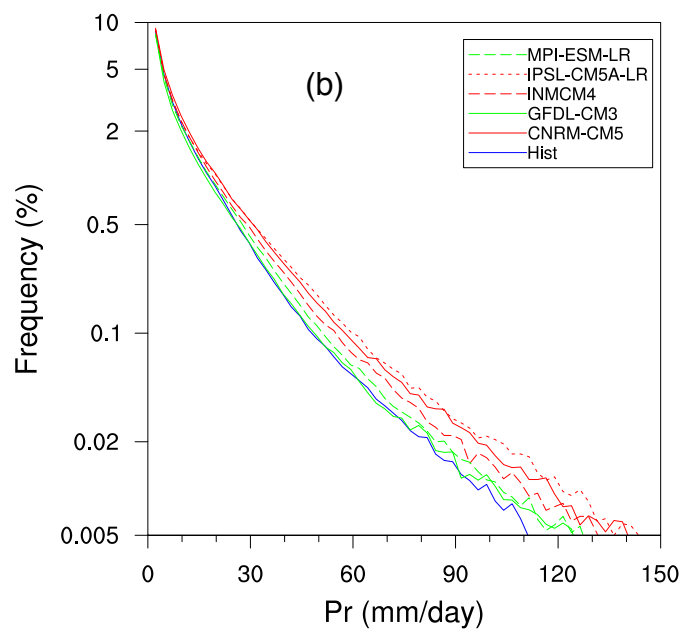 10
5
2
0.5
0.1
0.02
0.005
Frequency (%)
(b)
MPI-ESM-LR
IPSL-CM5A-LR
INMCM4
GFDL-CM3
CNRM-CM5
Hist
0 30 60 90 120 150
Pr (mm/day)